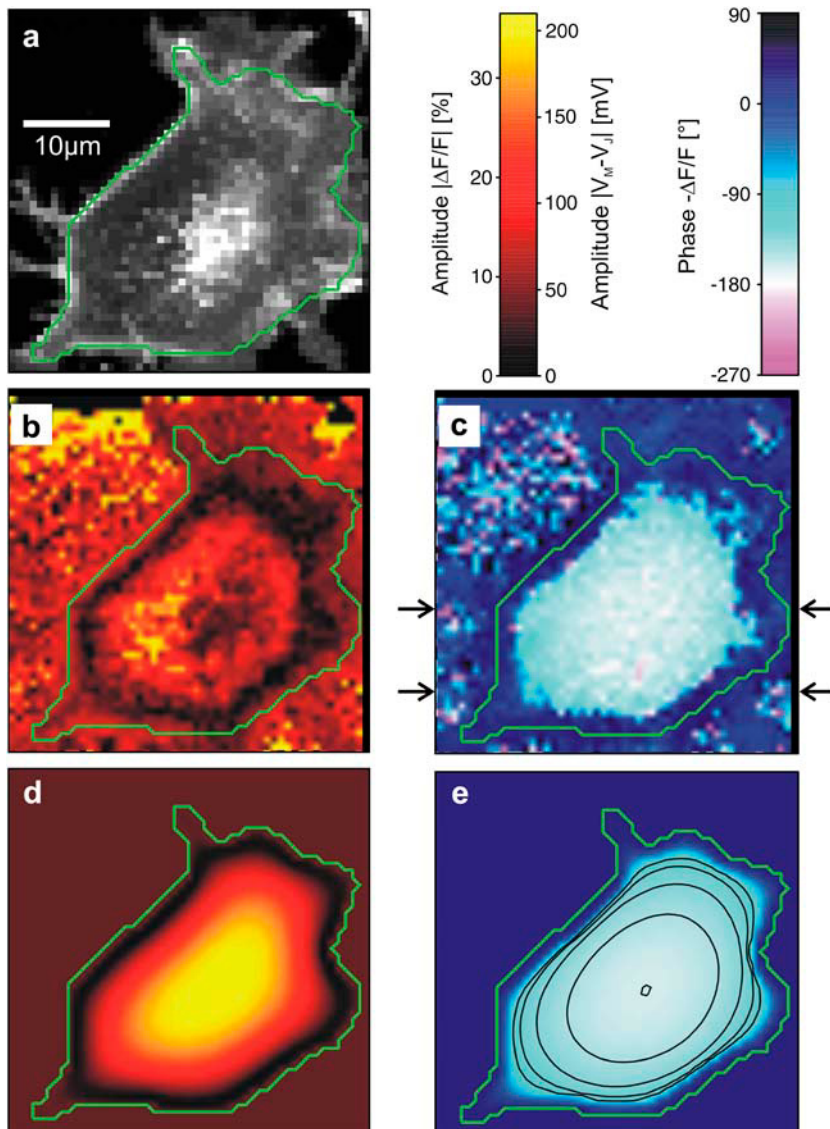 a
10μm
Amplitude |ΔF/F| [%]
30
20
10
0
Amplitude |V_M-V_J| [mV]
200
150
100
50
0
Phase -ΔF/F [°]
90
0
-90
-180
-270
b
c
d
e